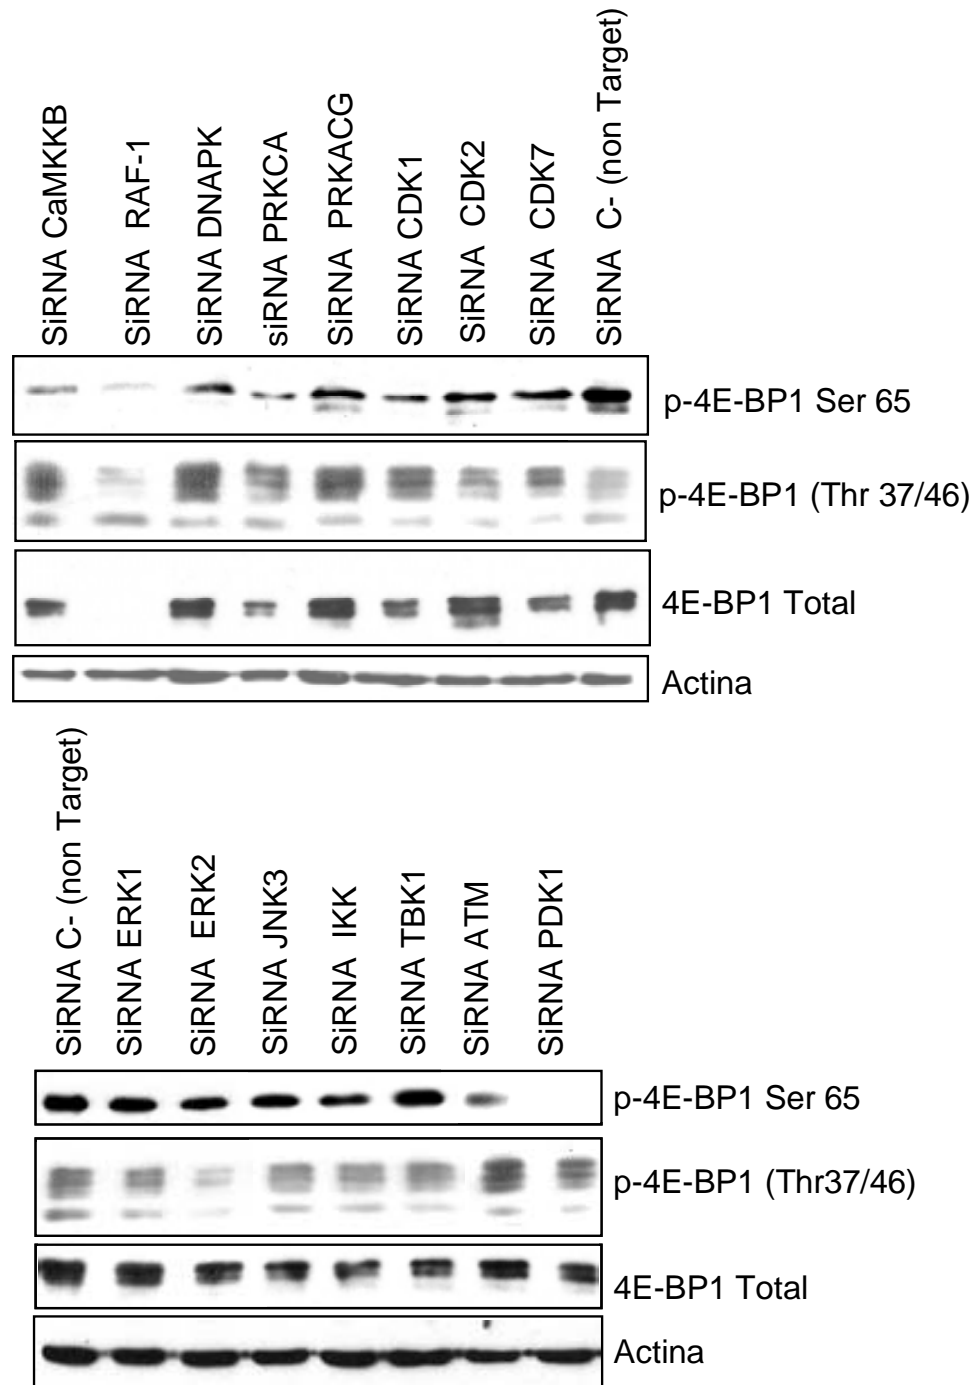 SiRNA CaMKKB
SiRNA RAF-1
SiRNA DNAPK
siRNA PRKCA
SiRNA PRKACG
SiRNA CDK1
SiRNA CDK2
SiRNA CDK7
SiRNA C- (non Target)
p-4E-BP1 Ser 65
p-4E-BP1 (Thr 37/46)
4E-BP1 Total
Actina
SiRNA C- (non Target)
SiRNA ERK1
SiRNA ERK2
SiRNA JNK3
SiRNA IKK
SiRNA TBK1
SiRNA ATM
SiRNA PDK1
p-4E-BP1 Ser 65
p-4E-BP1 (Thr37/46)
4E-BP1 Total
Actina